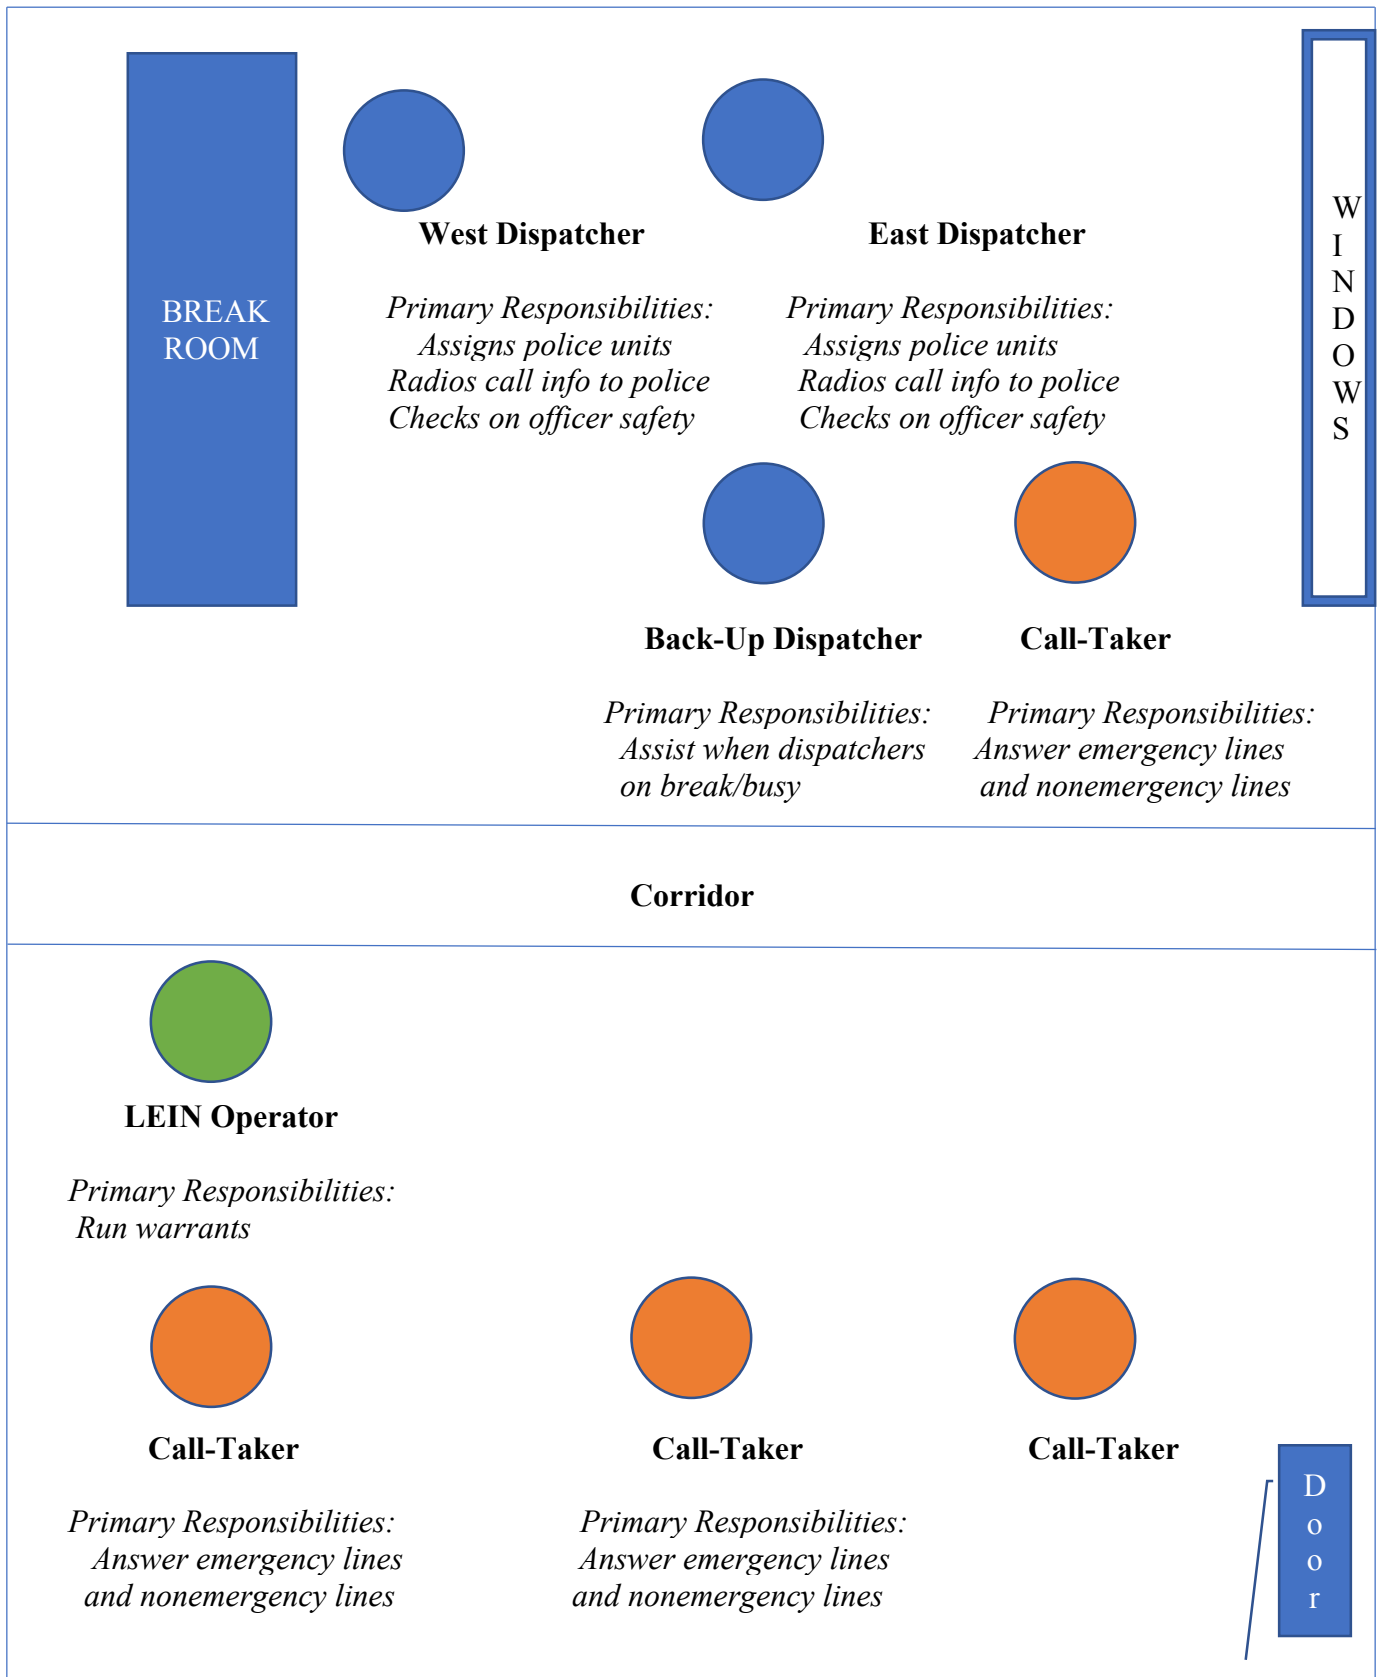 BREAK
ROOM
West Dispatcher
Primary Responsibilities:
Assigns police units
Radios call info to police
Checks on officer safety
East Dispatcher
Primary Responsibilities:
Assigns police units
Radios call info to police
Checks on officer safety
W
I
N
D
O
W
S
Back-Up Dispatcher
Primary Responsibilities:
Assist when dispatchers
on break/busy
Call-Taker
Primary Responsibilities:
Answer emergency lines
and nonemergency lines
Corridor
LEIN Operator
Primary Responsibilities:
Run warrants
Call-Taker
Primary Responsibilities:
Answer emergency lines
and nonemergency lines
Call-Taker
Primary Responsibilities:
Answer emergency lines
and nonemergency lines
Call-Taker
D
o
o
r